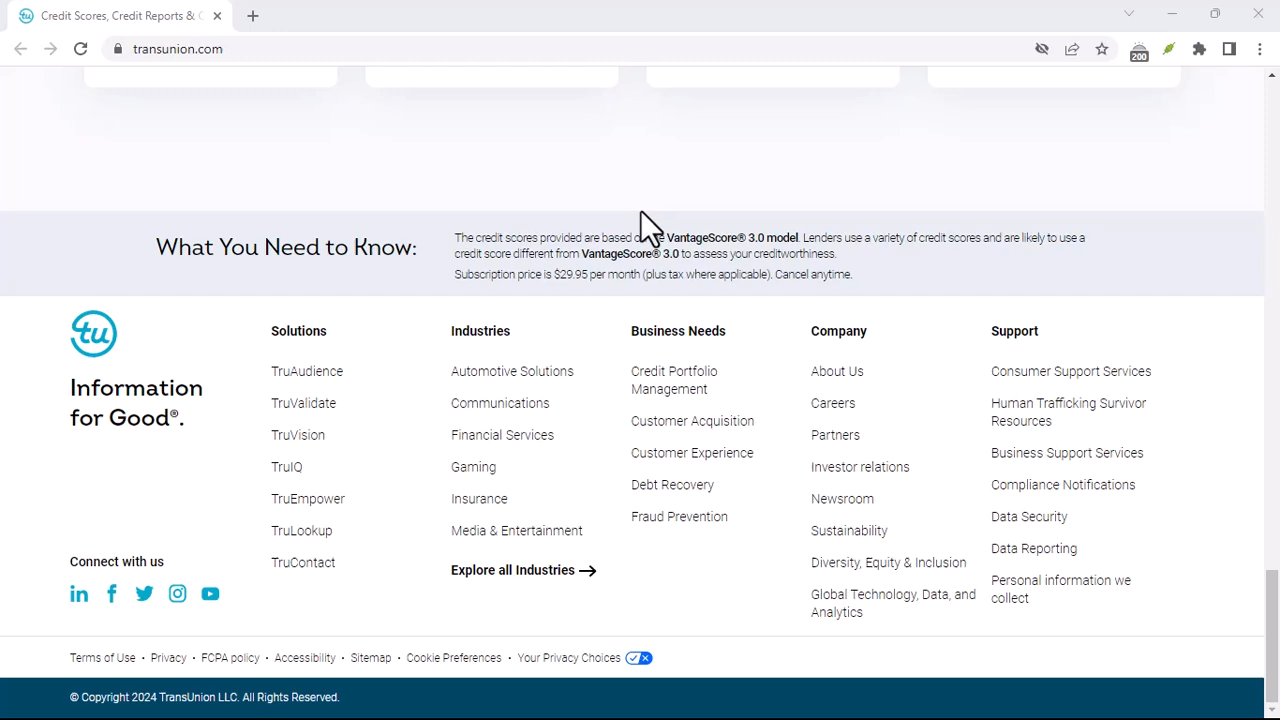 Credit Scores, Credit Reports &
transunion.com
200
What You Need to Know:
The credit scores provided are based VantageScore® 3.0 model. Lenders use a variety of credit scores and are likely to use a
credit score different from VantageScore® 3.0 to assess your creditworthiness.
Subscription price is $29.95 per month (plus tax where applicable). Cancel anytime.
tu
Information
for Good®.
Connect with us
Solutions
TruAudience
TruValidate
TruVision
TruIQ
TruEmpower
TruLookup
TruContact
Industries
Automotive Solutions
Communications
Financial Services
Gaming
Insurance
Media & Entertainment
Explore all Industries
Business Needs
Credit Portfolio
Management
Customer Acquisition
Customer Experience
Debt Recovery
Fraud Prevention
Company
About Us
Careers
Partners
Investor relations
Newsroom
Sustainability
Diversity, Equity & Inclusion
Global Technology, Data, and
Analytics
Support
Consumer Support Services
Human Trafficking Survivor
Resources
Business Support Services
Compliance Notifications
Data Security
Data Reporting
Personal information we
collect
Terms of Use · Privacy · FCPA policy · Accessibility · Sitemap · Cookie Preferences · Your Privacy Choices
© Copyright 2024 TransUnion LLC. All Rights Reserved.